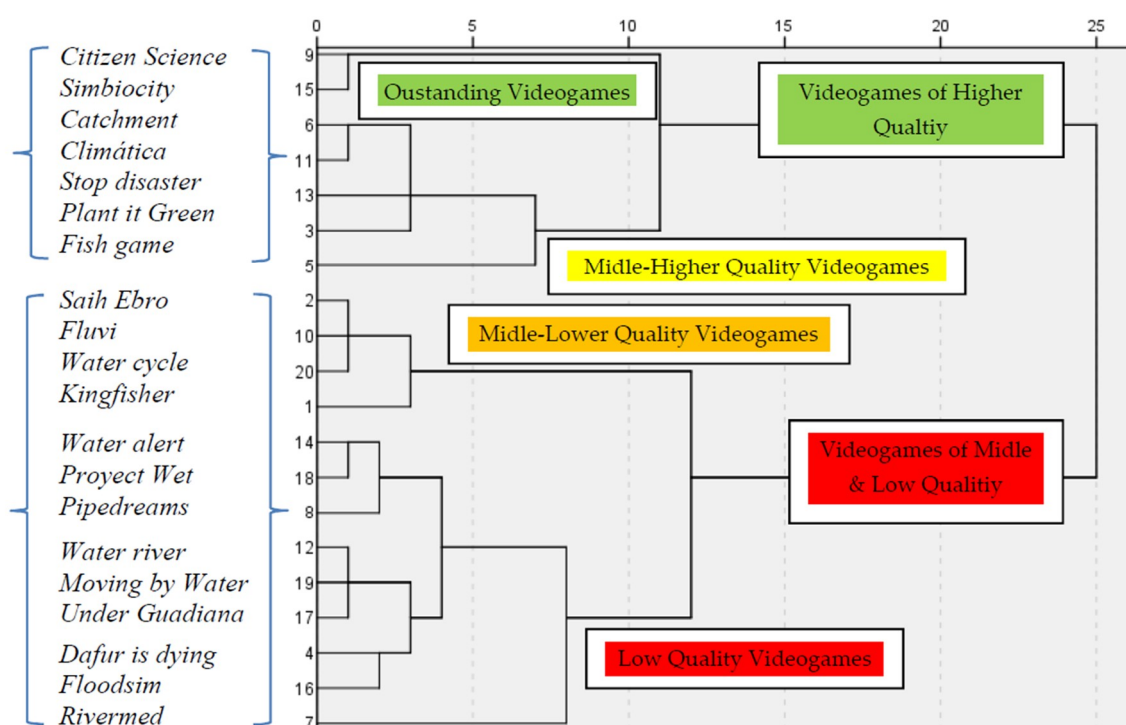 0 5 10 15 20 25
Citizen Science
Simbiocity
Catchment
Climática
Stop disaster
Plant it Green
Fish game
Saih Ebro
Fluvi
Water cycle
Kingfisher
Water alert
Proyect Wet
Pipedreams
Water river
Moving by Water
Under Guadiana
Dafur is dying
Floodsim
Rivermed
9
15
6
11
13
3
5
2
10
20
1
14
18
8
12
19
17
4
16
7
Oustanding Videogames
Videogames of Higher
Qualtiy
Midle-Higher Quality Videogames
Midle-Lower Quality Videogames
Videogames of Midle
& Low Qualitiy
Low Quality Videogames